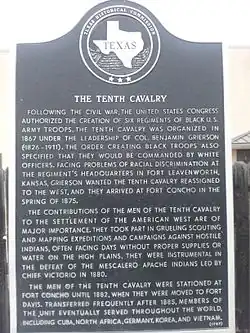 TEXAS HISTORICAL COMMISSION
TEXAS
THE TENTH CAVALRY
FOLLOWING THE CIVIL WAR, THE UNITED STATES CONGRESS
AUTHORIZED THE CREATION OF SIX REGIMENTS OF BLACK U.S.
ARMY TROOPS. THE TENTH CAVALRY WAS ORGANIZED IN
1867 UNDER THE LEADERSHIP OF COL. BENJAMIN GRIERSON
(1826-1911). THE ORDER CREATING BLACK TROOPS ALSO
SPECIFIED THAT THEY WOULD BE COMMANDED BY WHITE
OFFICERS. FACING PROBLEMS OF RACIAL DISCRIMINATION AT
THE REGIMENT'S HEADQUARTERS IN FORT LEAVENWORTH,
KANSAS, GRIERSON WANTED THE TENTH CAVALRY REASSIGNED
TO THE WEST, AND THEY ARRIVED AT FORT CONCHO IN THE
SPRING OF 1875.
THE CONTRIBUTIONS OF THE MEN OF THE TENTH CAVALRY
TO THE SETTLEMENT OF THE AMERICAN WEST ARE OF
MAJOR IMPORTANCE. THEY TOOK PART IN GRUELING SCOUTING
AND MAPPING EXPEDITIONS AND CAMPAIGNS AGAINST HOSTILE
INDIANS, OFTEN FACING DAYS WITHOUT PROPER SUPPLIES OR
WATER ON THE HIGH PLAINS. THEY WERE INSTRUMENTAL IN
THE DEFEAT OF THE MESCALERO APACHE INDIANS LED BY
CHIEF VICTORIO IN 1880.
THE MEN OF THE TENTH CAVALRY WERE STATIONED AT
FORT CONCHO UNTIL 1882, WHEN THEY WERE MOVED TO FORT
DAVIS. TRANSFERRED FREQUENTLY AFTER 1885, MEMBERS OF
THE UNIT EVENTUALLY SERVED THROUGHOUT THE WORLD,
INCLUDING CUBA, NORTH AFRICA, GERMANY, KOREA, AND VIETNAM.